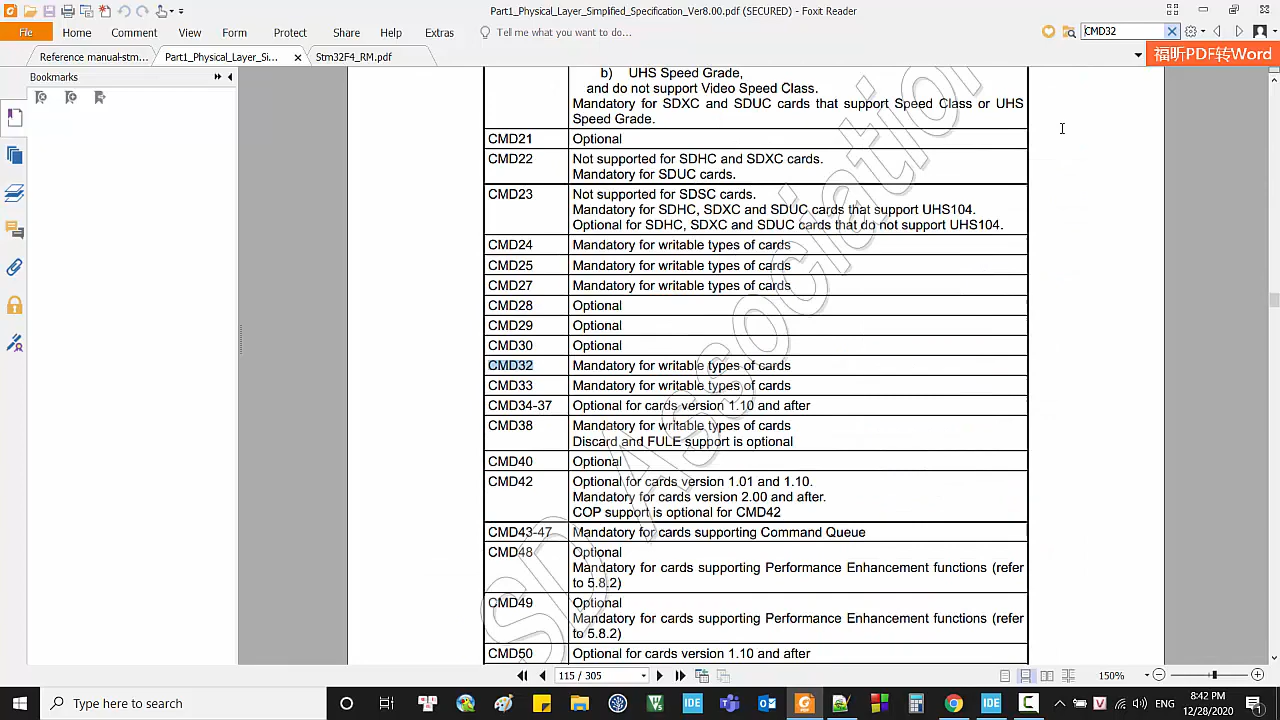 Part1_Physical_Layer_Simplified_Specification_Ver6.00.pdf (SECURED) - Foxit Reader
File Home Comment View Form Protect Share Help Extras Tell me what you want to do...
CMD32
Reference manual-stm... Part1_Physical_Layer_Si... Stm32F4_RM.pdf
福昕PDF转Word
Bookmarks
b) UHS Speed Grade,
and do not support Video Speed Class.
Mandatory for SDXC and SDUC cards that support Speed Class or UHS
Speed Grade.
CMD21 Optional
CMD22 Not supported for SDHC and SDXC cards.
Mandatory for SDUC cards.
CMD23 Not supported for SDSC cards.
Mandatory for SDHC, SDXC and SDUC cards that support UHS104.
Optional for SDHC, SDXC and SDUC cards that do not support UHS104.
CMD24 Mandatory for writable types of cards
CMD25 Mandatory for writable types of cards
CMD27 Mandatory for writable types of cards
CMD28 Optional
CMD29 Optional
CMD30 Optional
CMD32 Mandatory for writable types of cards
CMD33 Mandatory for writable types of cards
CMD34-37 Optional for cards version 1.10 and after
CMD38 Mandatory for writable types of cards
Discard and FULE support is optional
CMD40 Optional
CMD42 Optional for cards version 1.01 and 1.10.
Mandatory for cards version 2.00 and after.
COP support is optional for CMD42
CMD43-47 Mandatory for cards supporting Command Queue
CMD48 Optional
Mandatory for cards supporting Performance Enhancement functions (refer
to 5.8.2)
CMD49 Optional
Mandatory for cards supporting Performance Enhancement functions (refer
to 5.8.2)
CMD50 Optional for cards version 1.10 and after
SD Association
115 / 305
150%
Type here to search
IDE
IDE
ENG
8:42 PM
12/28/2020